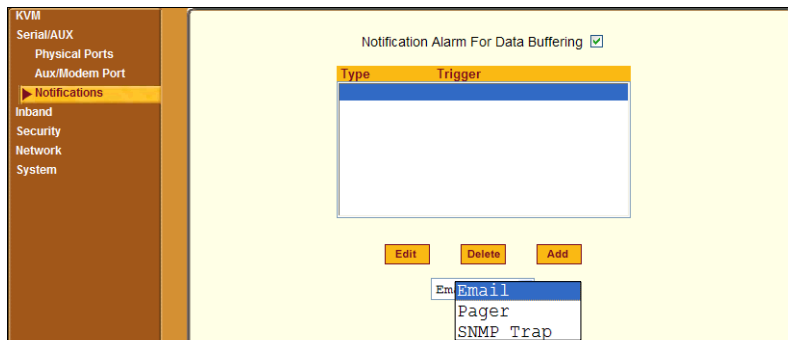 KVM
Serial/AUX
Physical Ports
Aux/Modem Port
Notifications
Inband
Security
Network
System
Notification Alarm For Data Buffering
Type Trigger
Edit Delete Add
Em
Email
Pager
SNMP Trap